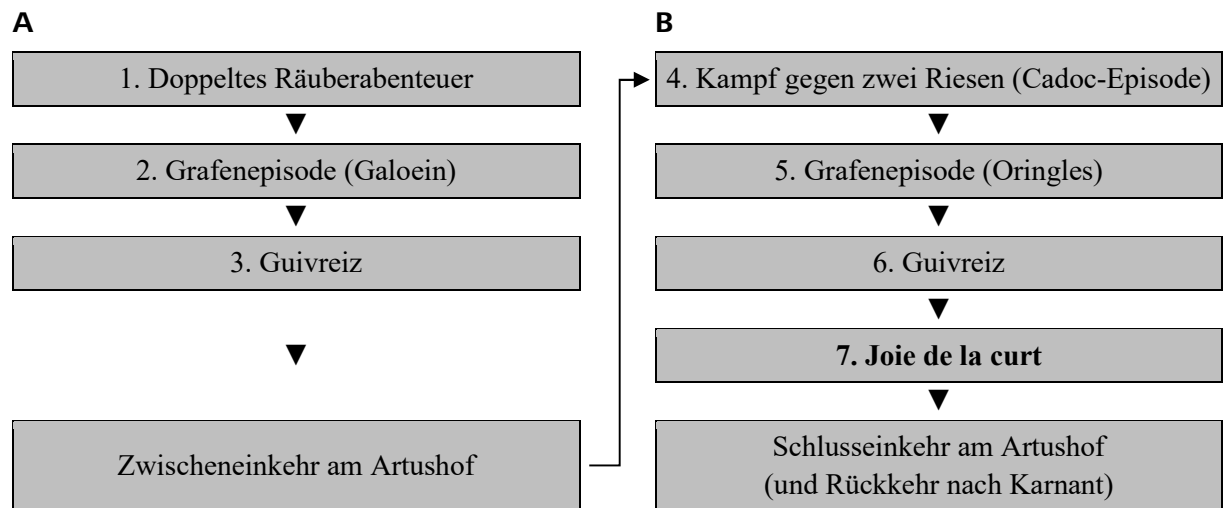 A
1. Doppeltes Räuberabenteuer
2. Grafenepisode (Galoein)
3. Guivreiz
Zwischeneinkehr am Artushof
B
4. Kampf gegen zwei Riesen (Cadoc-Episode)
5. Grafenepisode (Oringles)
6. Guivreiz
7. Joie de la curt
Schlusseinkehr am Artushof
(und Rückkehr nach Karnant)